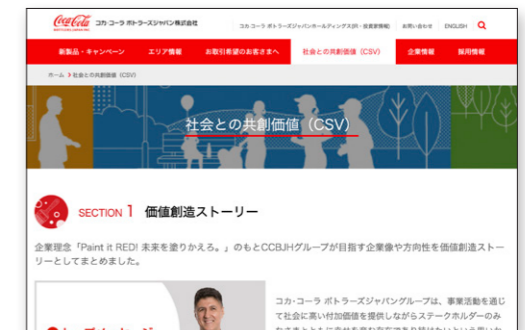 Coca-Cola コカ·コーラ ボトラーズジャパン株式会社
コカ·コーラ ボトラーズジャパンホールディングス(IR・投資家情報) お問い合わせ ENGLISH
新製品・キャンペーン エリア情報 お取引希望のお客さまへ 社会との共創価値（CSV） 企業情報 採用情報
ホーム 社会との共創価値（CSV）
社会との共創価値（CSV）
SECTION 1 価値創造ストーリー
企業理念「Paint it RED! 未来を塗りかえろ。」のもとCCBJHグループが目指す企業像や方向性を価値創造ストー
リーとしてまとめました。
コカ·コーラ ボトラーズジャパングループは、事業活動を通じ
て社会に高い付加価値を提供しながらステークホルダーのみ